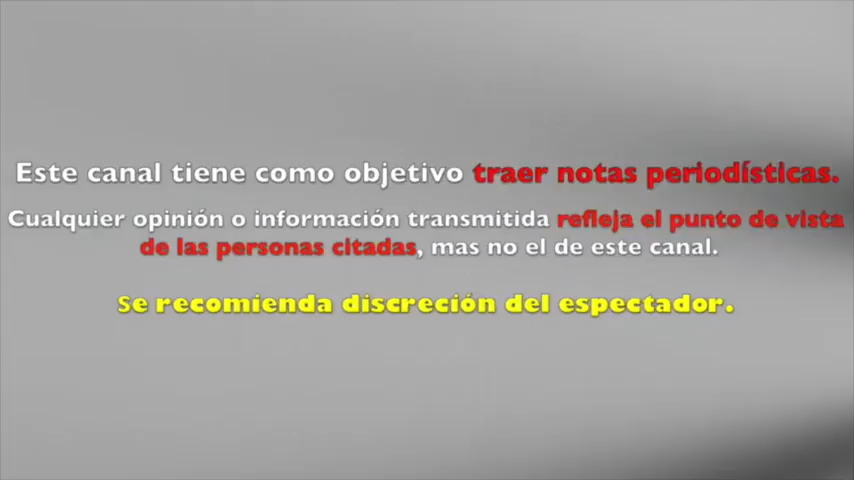 Este canal tiene como objetivo traer notas periodísticas.
Cualquier opinión o información transmitida refleja el punto de vista
de las personas citadas, mas no el de este canal.
Se recomienda discreción del espectador.